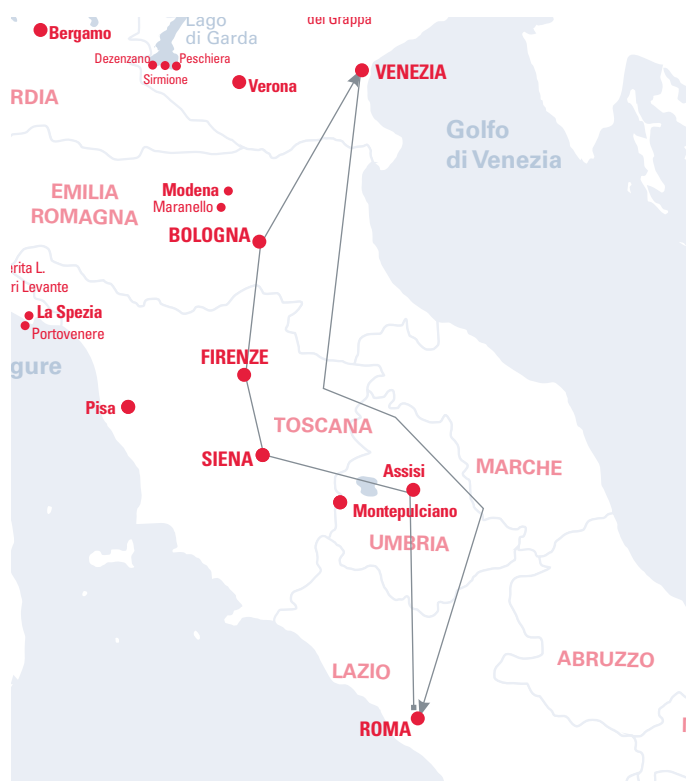 Lago
di Garda
del Grappa
Bergamo
Dezenzano
Peschiera
Sirmione
Verona
VENEZIA
RDIA
Golfo
di Venezia
EMILIA
ROMAGNA
Modena
Maranello
BOLOGNA
rita L.
ri Levante
La Spezia
Portovenere
gure
FIRENZE
Pisa
TOSCANA
SIENA
MARCHE
Assisi
Montepulciano
UMBRIA
LAZIO
ABRUZZO
ROMA